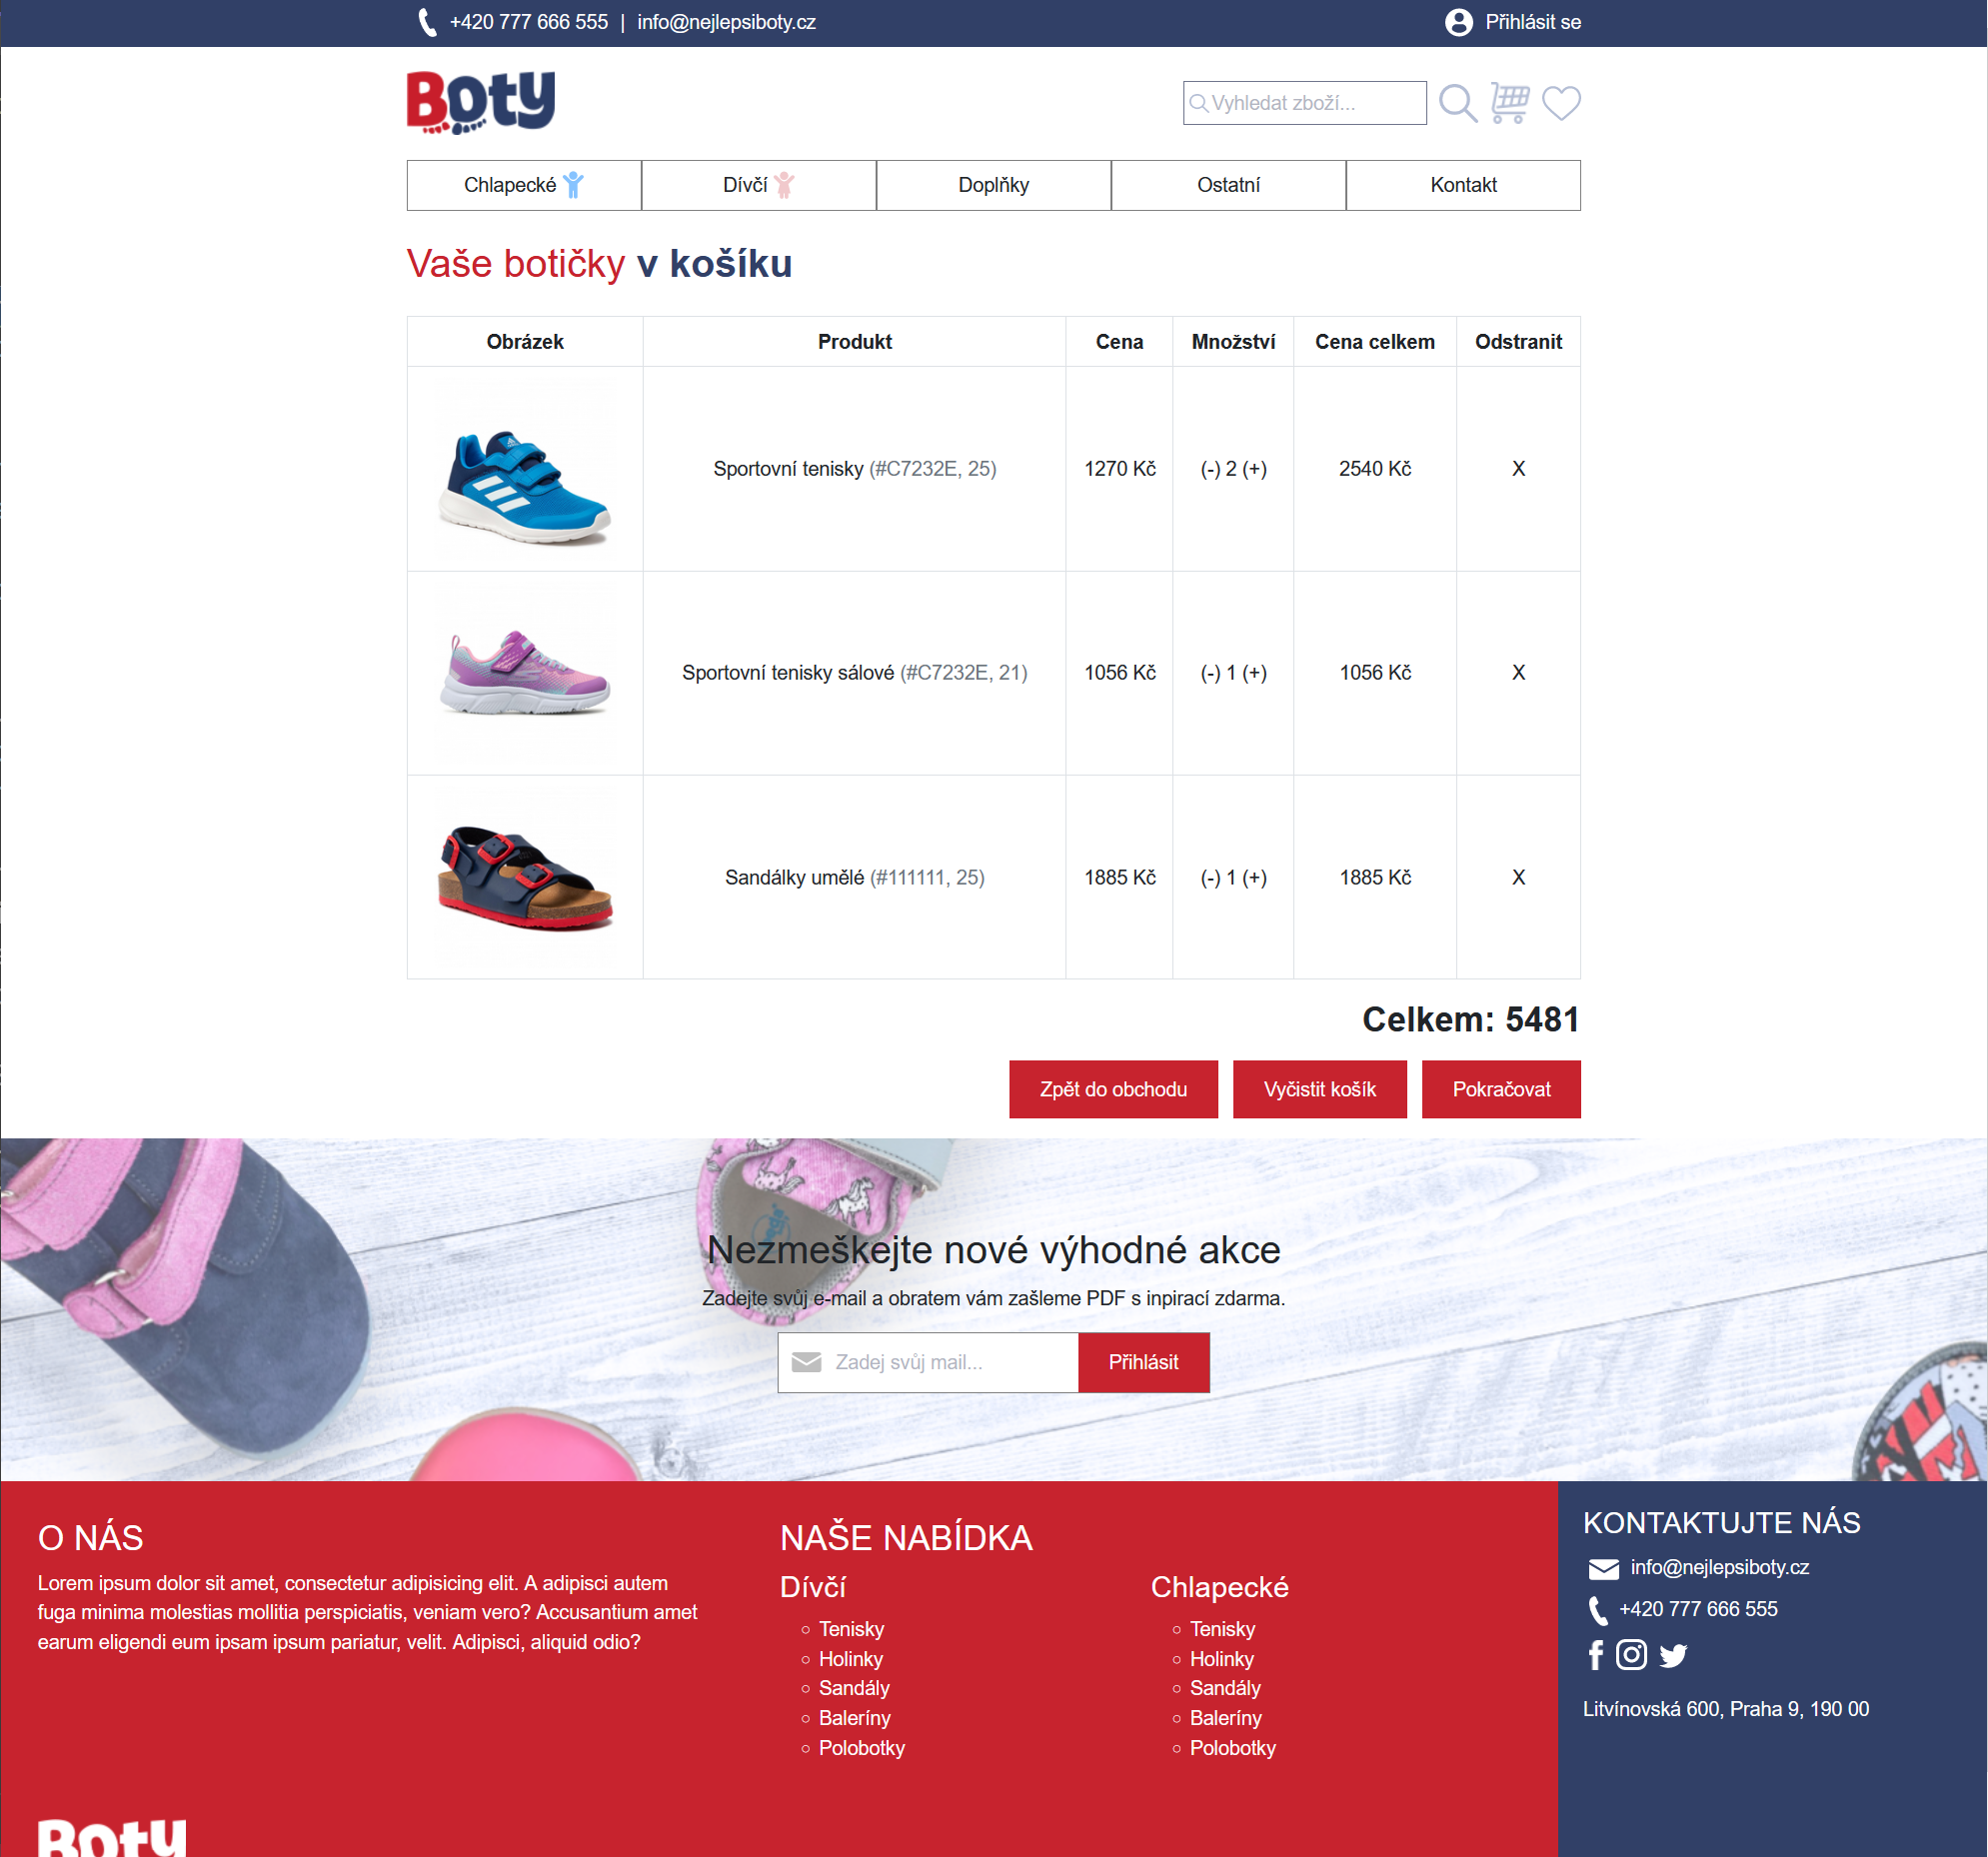 +420 777 666 555 | info@nejlepsiboty.cz
Přihlásit se
Boty
Vyhledat zboží...
Chlapecké Dívčí Doplňky Ostatní Kontakt
Vaše botičky v košíku
Obrázek Produkt Cena Množství Cena celkem Odstranit
Sportovní tenisky (#C7232E, 25) 1270 Kč (-) 2 (+) 2540 Kč X
Sportovní tenisky sálové (#C7232E, 21) 1056 Kč (-) 1 (+) 1056 Kč X
Sandálky umělé (#111111, 25) 1885 Kč (-) 1 (+) 1885 Kč X
Celkem: 5481
Zpět do obchodu Vyčistit košík Pokračovat
Nezmeškejte nové výhodné akce
Zadejte svůj e-mail a obratem vám zašleme PDF s inpirací zdarma.
Zadej svůj mail... Přihlásit
O NÁS
Lorem ipsum dolor sit amet, consectetur adipisicing elit. A adipisci autem
fuga minima molestias mollitia perspiciatis, veniam vero? Accusantium amet
earum eligendi eum ipsam ipsum pariatur, velit. Adipisci, aliquid odio?
NAŠE NABÍDKA
Dívčí
Tenisky
Holinky
Sandály
Baleríny
Polobotky
Chlapecké
Tenisky
Holinky
Sandály
Baleríny
Polobotky
KONTAKTUJTE NÁS
info@nejlepsiboty.cz
+420 777 666 555
Litvínovská 600, Praha 9, 190 00
Boty